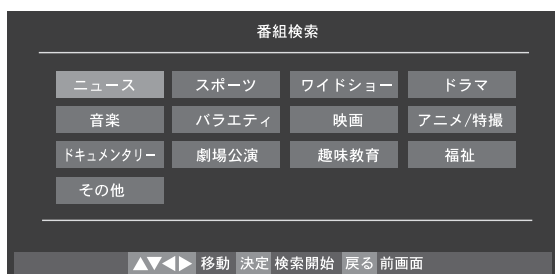 番組検索
ニュース スポーツ ワイドショー ドラマ
音楽 バラエティ 映画 アニメ/特撮
ドキュメンタリー 劇場公演 趣味教育 福祉
その他
▲▼◀▶ 移動 決定 検索開始 戻る 前画面